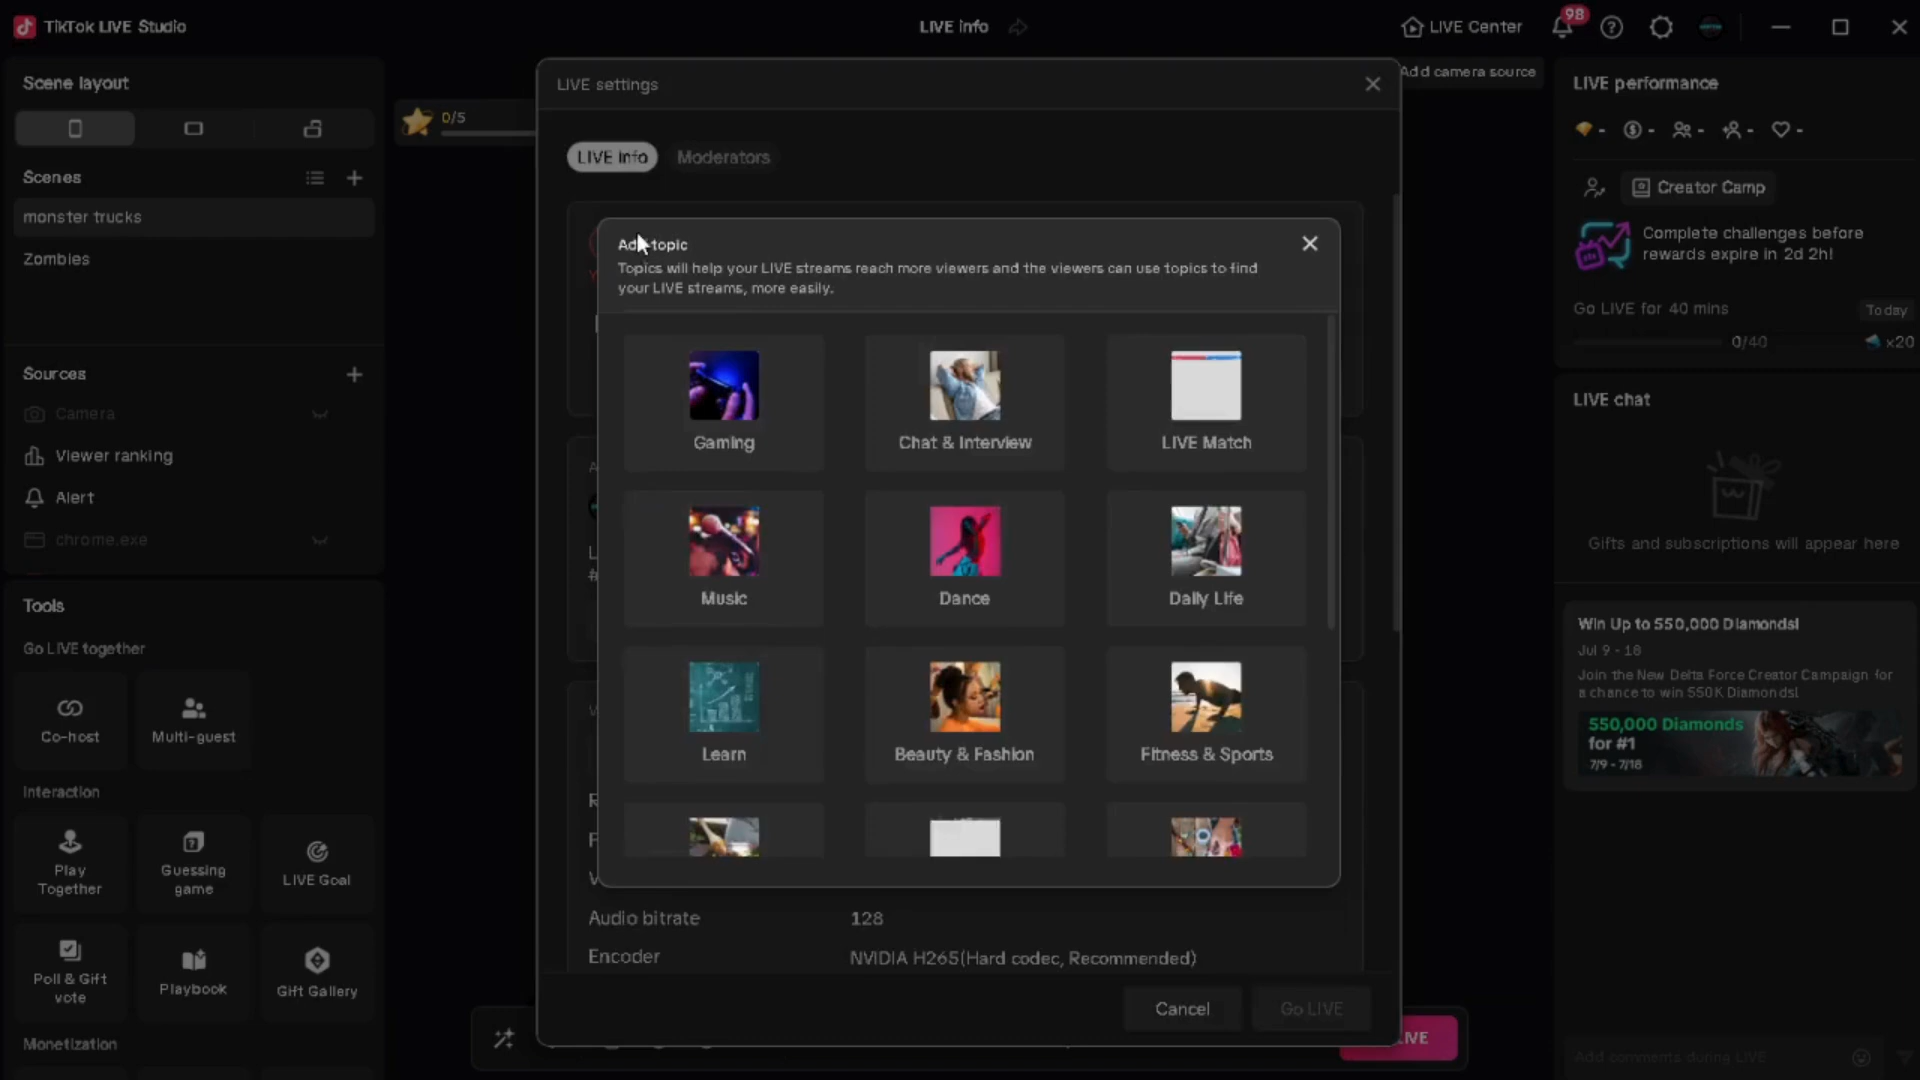 TikTok LIVE Studio
LIVE info
LIVE Center
98
Scene layout
Scenes
monster trucks
Zombies
Sources
Camera
Viewer ranking
Alert
chrome.exe
Tools
Go LIVE together
Co-host
Multi-guest
Interaction
Play
Together
Guessing
game
LIVE Goal
Poll & Gift
vote
Playbook
Gift Gallery
Monetization
0/5
Add camera source
LIVE settings
LIVE info
Moderators
topic
Topics will help your LIVE streams reach more viewers and the viewers can use topics to find
your LIVE streams, more easily.
Gaming
Chat & Interview
LIVE Match
Music
Dance
Daily Life
Learn
Beauty & Fashion
Fitness & Sports
Audio bitrate
128
Encoder
NVIDIA H265(Hard codec, Recommended)
Cancel
Go LIVE
LIVE performance
-
-
-
-
-
Creator Camp
Complete challenges before
rewards expire in 2d 2h!
Go LIVE for 40 mins
Today
0/40
x20
LIVE chat
Gifts and subscriptions will appear here
Win Up to 550,000 Diamonds!
Jul 9 - 18
Join the New Delta Force Creator Campaign for
a chance to win 550K Diamonds!
550,000 Diamonds
for #1
7/9 - 7/18
Add comments during LIVE